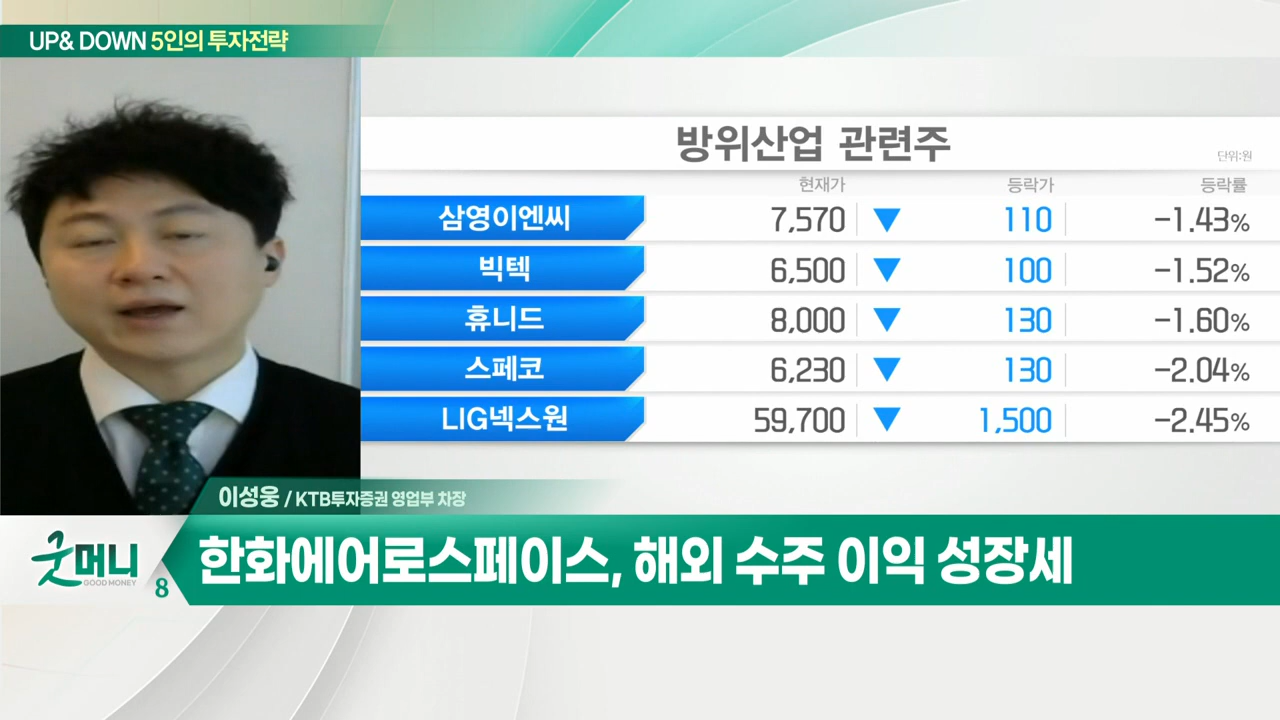 UP& DOWN 5인의 투자전략
방위산업 관련주
단위:원
현재가 등락가 등락률
삼영이엔씨 7,570 ▼ 110 -1.43%
빅텍 6,500 ▼ 100 -1.52%
휴니드 8,000 ▼ 130 -1.60%
스페코 6,230 ▼ 130 -2.04%
LIG넥스원 59,700 ▼ 1,500 -2.45%
이성웅 / KTB투자증권 영업부 차장
굿머니
GOOD MONEY
8
한화에어로스페이스, 해외 수주 이익 성장세